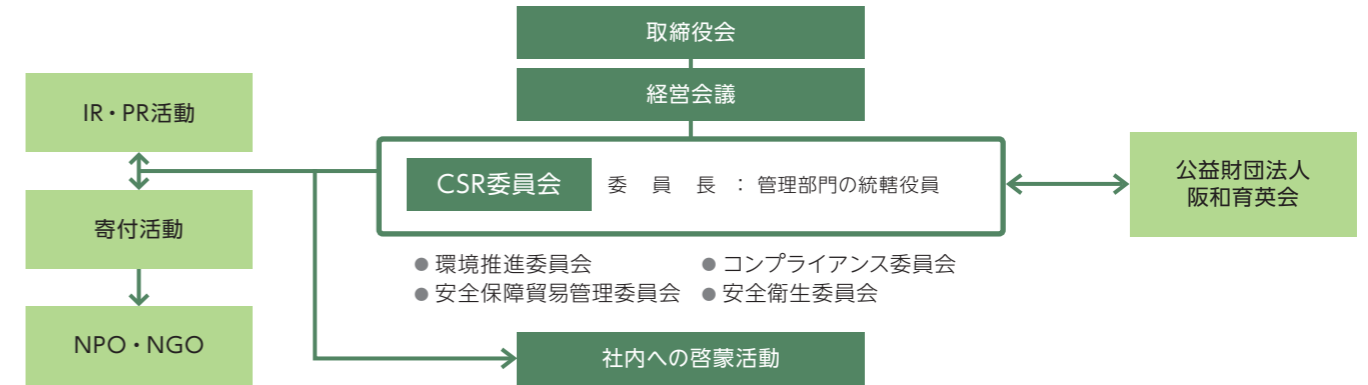 取締役会
経営会議
IR・PR活動
CSR委員会 委員長：管理部門の統轄役員
公益財団法人
阪和育英会
寄付活動
●環境推進委員会 ●コンプライアンス委員会
●安全保障貿易管理委員会 ●安全衛生委員会
NPO・NGO
社内への啓蒙活動